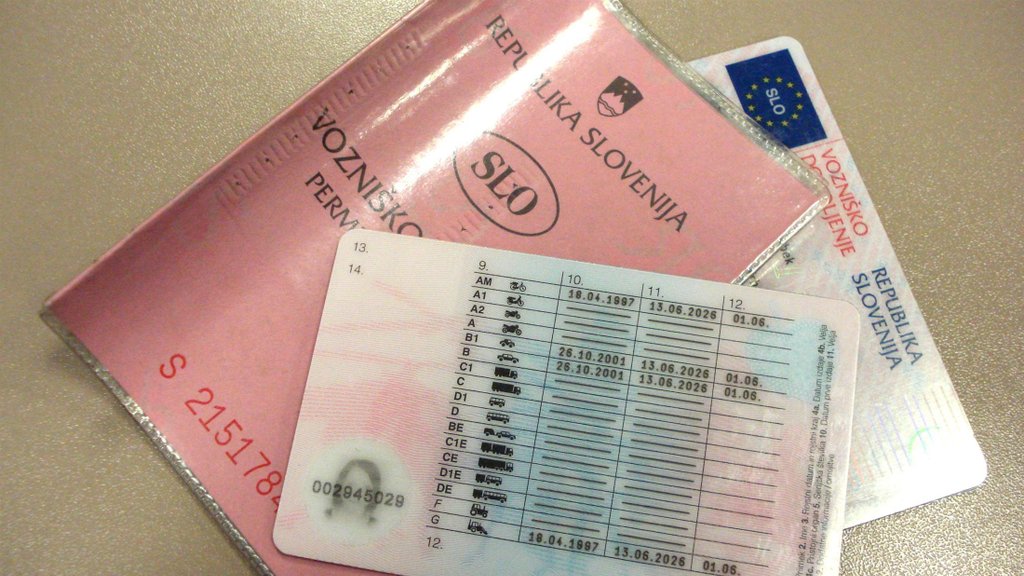 REPUBLIKA SLOVENIJA
SLO
VOZNIŠKO
PERM
S 215178
SLO
VOZNIŠKO
REPUBLIKA
SLOVENIJA
13.
14.
9. 10. 11. 12.
AM 18.04.1997 13.06.2026 01.06.
A1
A2
A
B1 26.10.2001 13.06.2026 01.06.
B 26.10.2001 13.06.2026 01.06.
C1
C
D1
D
BE
C1E
CE
D1E
DE
F
G 18.04.1997 13.06.2026 01.06.
12.
002945029